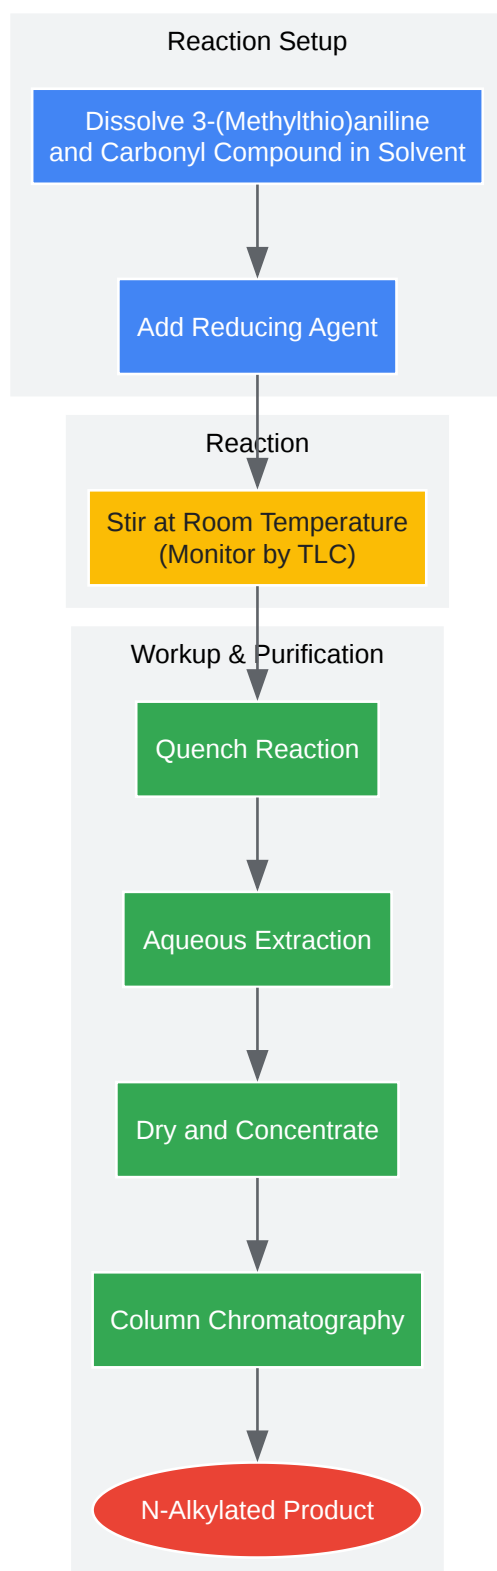 Reaction Setup
Dissolve 3-(Methylthio)aniline
and Carbonyl Compound in Solvent
Add Reducing Agent
Reaction
Stir at Room Temperature
(Monitor by TLC)
Workup & Purification
Quench Reaction
Aqueous Extraction
Dry and Concentrate
Column Chromatography
N-Alkylated Product